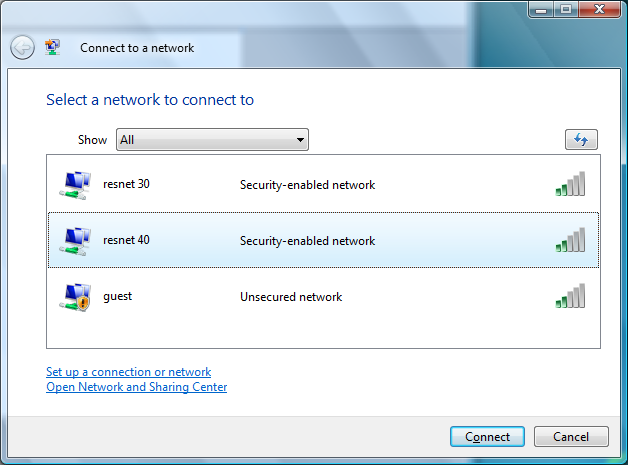 Connect to a network
Select a network to connect to
Show All
resnet 30 Security-enabled network
resnet 40 Security-enabled network
guest Unsecured network
Set up a connection or network
Open Network and Sharing Center
Connect Cancel